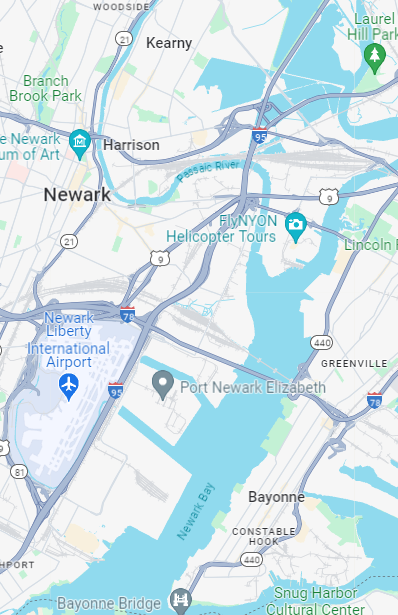 WOODSIDE
21
Kearny
Laurel
Hill Park
Branch
Brook Park
e Newark
um of Art
Harrison
95
Passaic River
Newark
9
FlyNYON
Helicopter Tours
21
Lincoln
9
Newark
Liberty
International
Airport
78
440
GREENVILLE
95
Port Newark Elizabeth
78
9
81
Newark Bay
Bayonne
CONSTABLE
HOOK
440
HPORT
Bayonne Bridge
Snug Harbor
Cultural Center